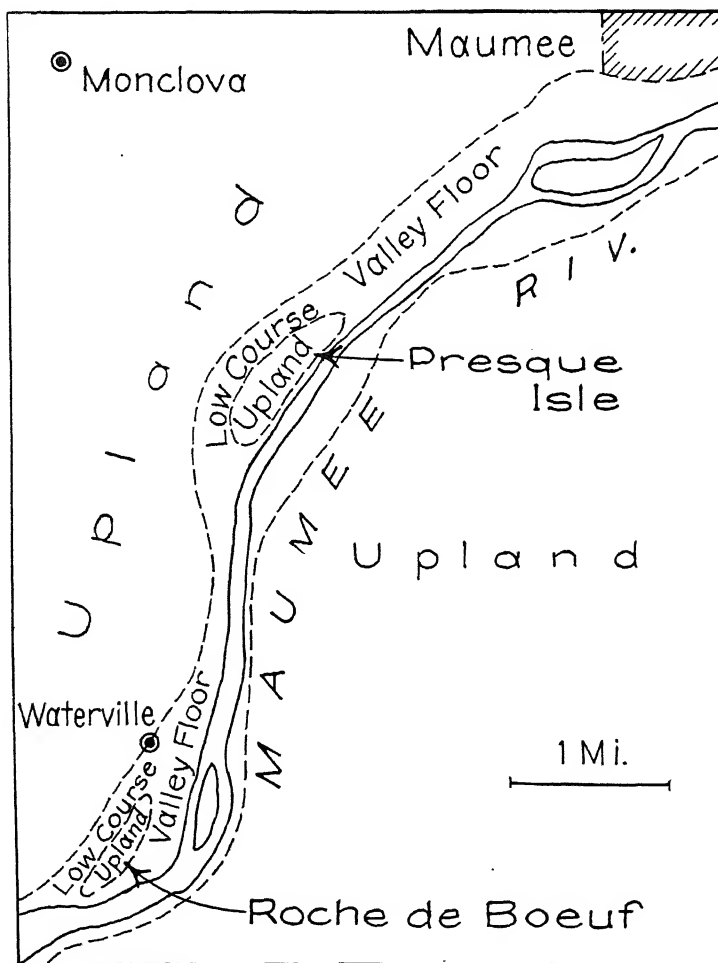 Maumee
Monclova
Upland
Valley Floor
RIV.
Low Course
Upland
Presque
Isle
MAUMEE
Upland
Waterville
Valley Floor
1 Mi.
Low Course
Upland
Roche de Boeuf